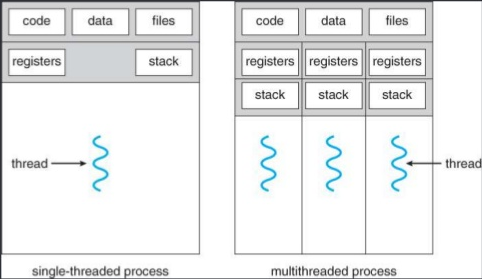 code data files
registers stack
thread
single-threaded process
code data files
registers registers registers
stack stack stack
thread
multithreaded process